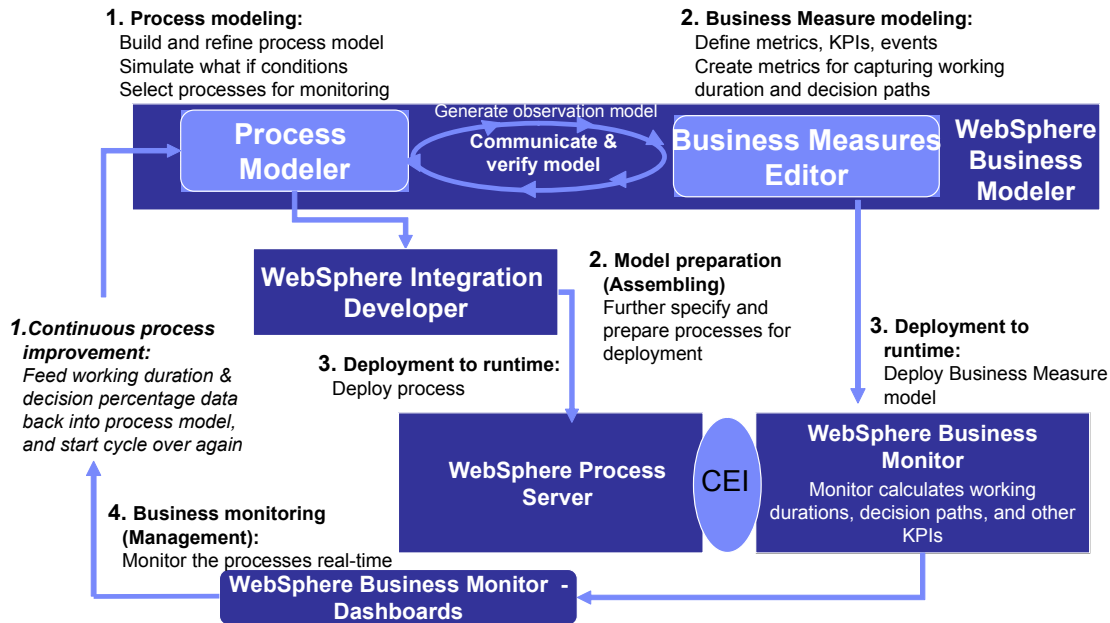 1. Process modeling:
Build and refine process model
Simulate what if conditions
Select processes for monitoring
2. Business Measure modeling:
Define metrics, KPIs, events
Create metrics for capturing working
duration and decision paths
Process
Modeler
Generate observation model
Communicate &
verify model
Business Measures
Editor
WebSphere
Business
Modeler
WebSphere Integration
Developer
2. Model preparation
(Assembling)
Further specify and
prepare processes for
deployment
1.Continuous process
improvement:
Feed working duration &
decision percentage data
back into process model,
and start cycle over again
3. Deployment to runtime:
Deploy process
3. Deployment to
runtime:
Deploy Business Measure
model
WebSphere Process
Server
CEI
WebSphere Business
Monitor
Monitor calculates working
durations, decision paths, and other
KPIs
4. Business monitoring
(Management):
Monitor the processes real-time
WebSphere Business Monitor -
Dashboards